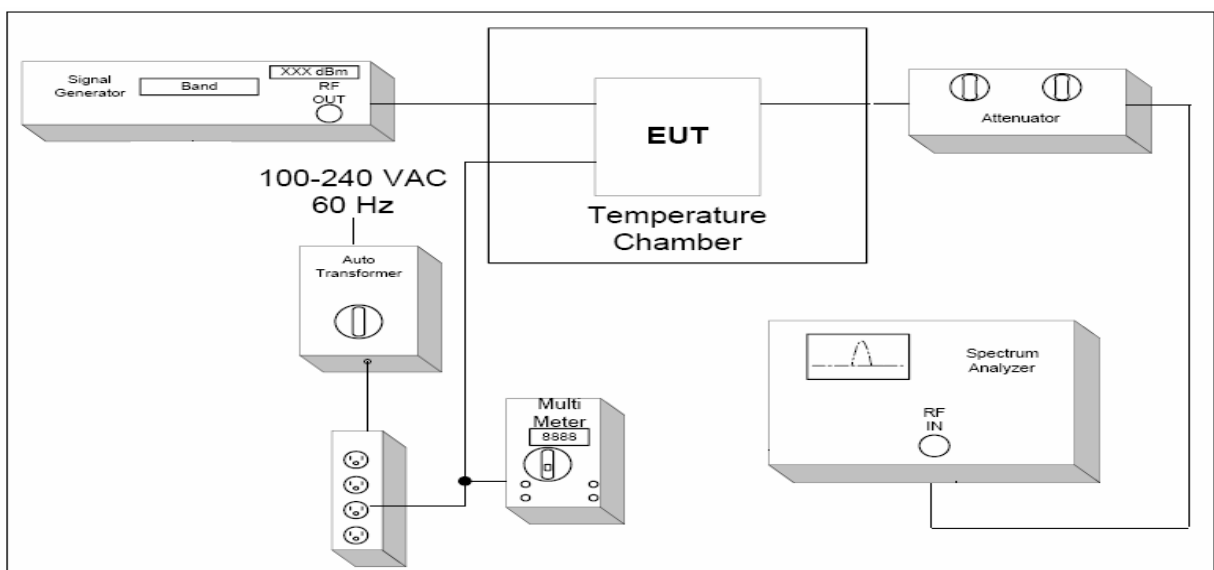 Signal
Generator
Band
XXX dBm
RF
OUT
EUT
Temperature
Chamber
Attenuator
100-240 VAC
60 Hz
Auto
Transformer
Multi
Meter
8888
Spectrum
Analyzer
RF
IN